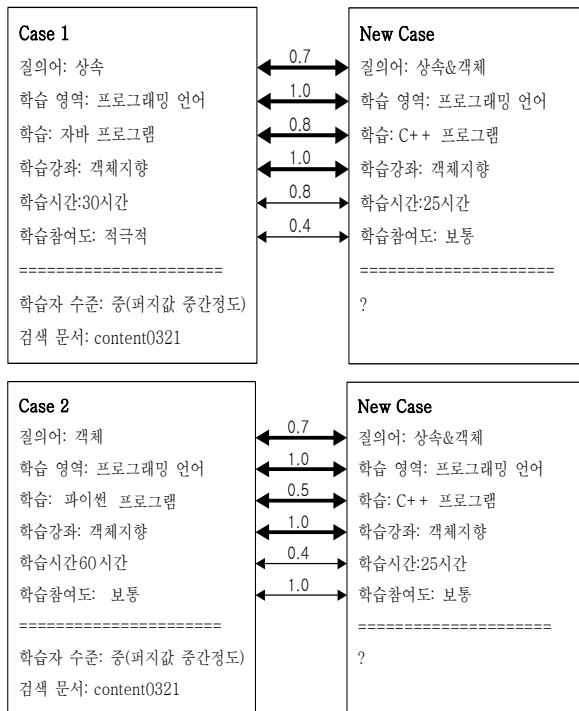 Case 1
질의어: 상속
학습 영역: 프로그래밍 언어
학습: 자바 프로그램
학습강좌: 객체지향
학습시간:30시간
학습참여도: 적극적
======================
학습자 수준: 중(퍼지값 중간정도)
검색 문서: content0321
0.7
1.0
0.8
1.0
0.8
0.4
New Case
질의어: 상속&객체
학습 영역: 프로그래밍 언어
학습: C++ 프로그램
학습강좌: 객체지향
학습시간:25시간
학습참여도: 보통
=====================
?
Case 2
질의어: 객체
학습 영역: 프로그래밍 언어
학습: 파이썬 프로그램
학습강좌: 객체지향
학습시간60시간
학습참여도: 보통
======================
학습자 수준: 중(퍼지값 중간정도)
검색 문서: content0321
0.7
1.0
0.5
1.0
0.4
1.0
New Case
질의어: 상속&객체
학습 영역: 프로그래밍 언어
학습: C++ 프로그램
학습강좌: 객체지향
학습시간:25시간
학습참여도: 보통
=====================
?